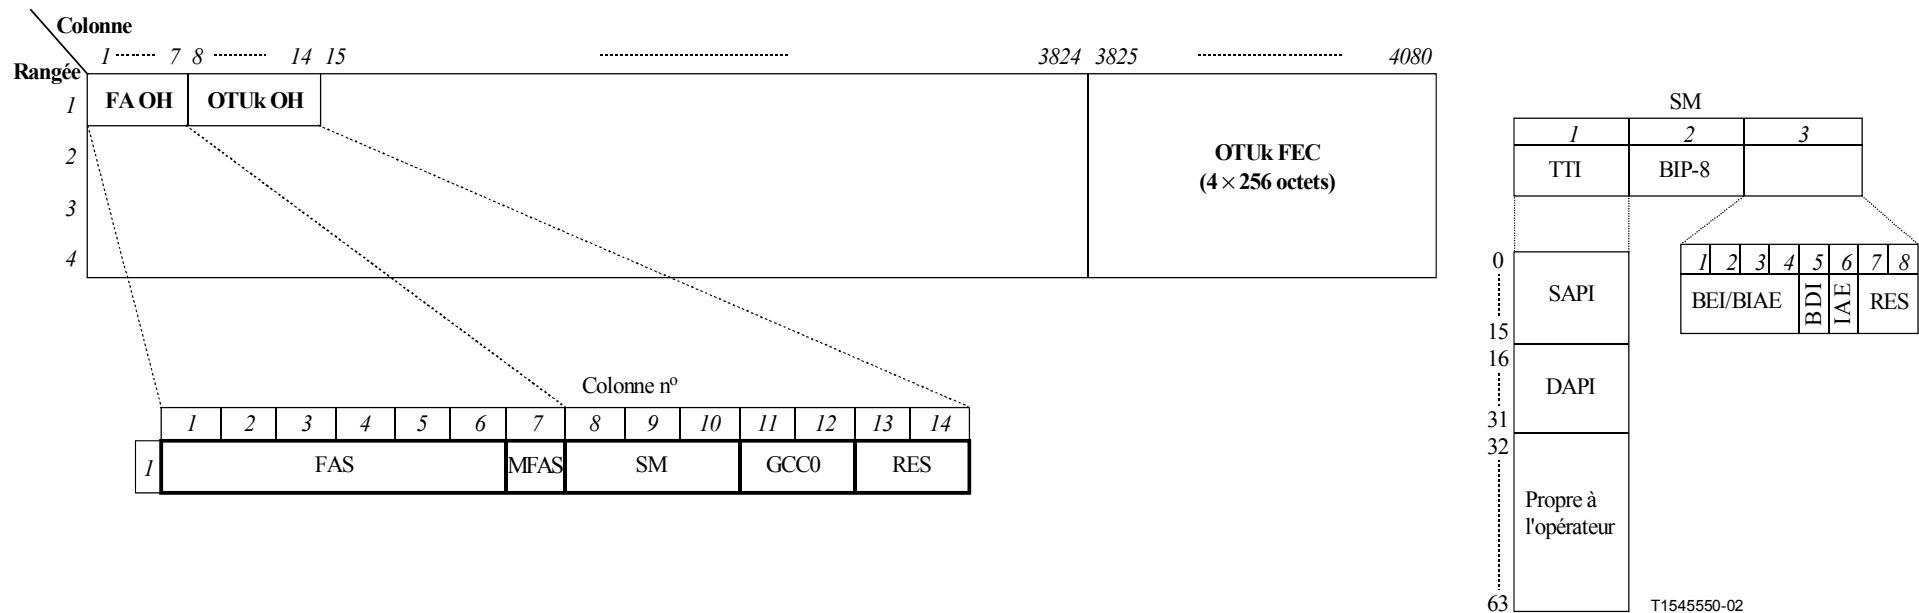 Colonne
1 7 8 14 15 3824 3825 4080
Rangée
1 FA OH OTUk OH
2
3
4
OTUk FEC
(4 × 256 octets)
Colonne nº
1 2 3 4 5 6 7 8 9 10 11 12 13 14
1 FAS MFAS SM GCC0 RES
SM
1 2 3
TTI BIP-8
0
SAPI
15
16
DAPI
31
32
Propre à
l'opérateur
63
1 2 3 4 5 6 7 8
BEI/BIAE BDI IAE RES
T1545550-02